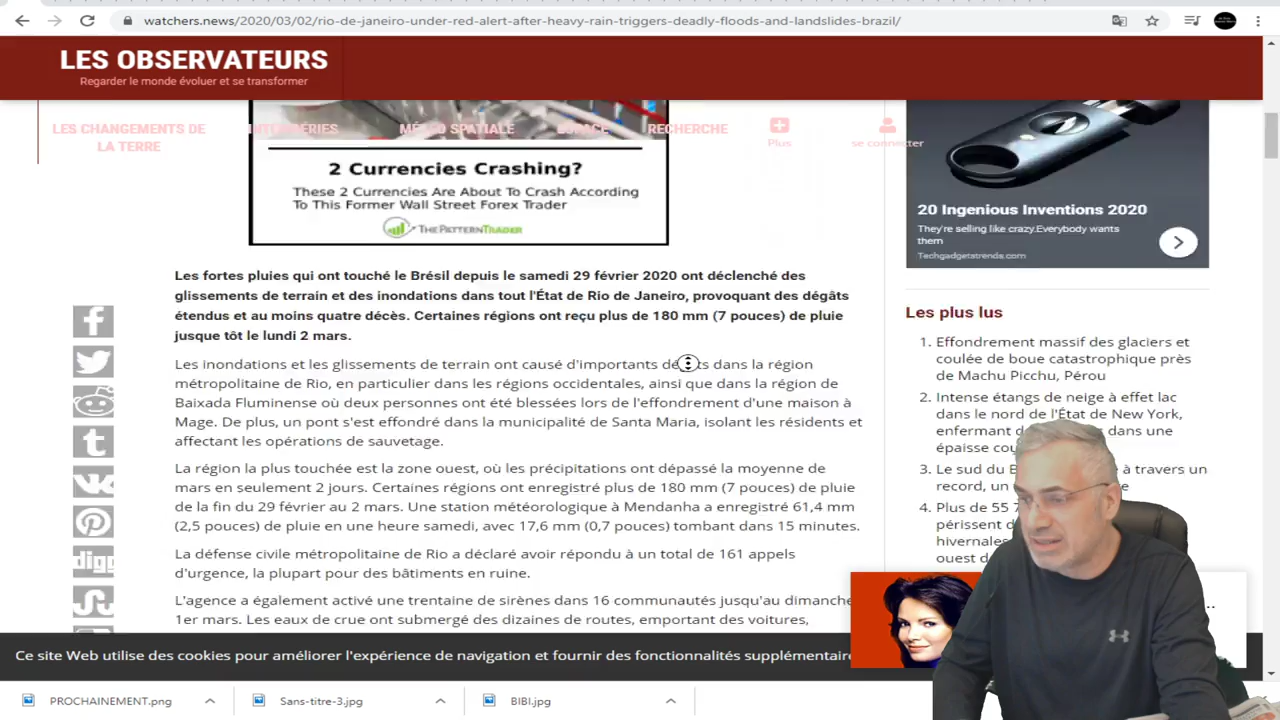 watchers.news/2020/03/02/rio-de-janeiro-under-red-alert-after-heavy-rain-triggers-deadly-floods-and-landslides-brazil/
LES OBSERVATEURS
Regarder le monde évoluer et se transformer
LES CHANGEMENTS DE
LA TERRE
MÉTÉO SPATIALE
ESPACE
RECHERCHE
Plus
se connecter
2 Currencies Crashing?
These 2 Currencies Are About To Crash According
To This Former Wall Street Forex Trader
THEPATTERNTRADER
20 Ingenious Inventions 2020
They're selling like crazy.Everybody wants
them
Techgadgetstrends.com
Les fortes pluies qui ont touché le Brésil depuis le samedi 29 février 2020 ont déclenché des
glissements de terrain et des inondations dans tout l'État de Rio de Janeiro, provoquant des dégâts
étendus et au moins quatre décès. Certaines régions ont reçu plus de 180 mm (7 pouces) de pluie
jusque tôt le lundi 2 mars.
Les inondations et les glissements de terrain ont causé d'importants dans la région
métropolitaine de Rio, en particulier dans les régions occidentales, ainsi que dans la région de
Baixada Fluminense où deux personnes ont été blessées lors de l'effondrement d'une maison à
Mage. De plus, un pont s'est effondré dans la municipalité de Santa Maria, isolant les résidents et
affectant les opérations de sauvetage.
La région la plus touchée est la zone ouest, où les précipitations ont dépassé la moyenne de
mars en seulement 2 jours. Certaines régions ont enregistré plus de 180 mm (7 pouces) de pluie
de la fin du 29 février au 2 mars. Une station météorologique à Mendanha a enregistré 61,4 mm
(2,5 pouces) de pluie en une heure samedi, avec 17,6 mm (0,7 pouces) tombant dans 15 minutes.
La défense civile métropolitaine de Rio a déclaré avoir répondu à un total de 161 appels
d'urgence, la plupart pour des bâtiments en ruine.
L'agence a également activé une trentaine de sirènes dans 16 communautés jusqu'au dimanche
1er mars. Les eaux de crue ont submergé des dizaines de routes, emportant des voitures,
Les plus lus
1. Effondrement massif des glaciers et
coulée de boue catastrophique près
de Machu Picchu, Pérou
2. Intense étangs de neige à effet lac
dans le nord de l'État de New York,
enfermant dans une
épaisse
3. Le sud du à travers un
record, un
4. Plus de 55
périssent
hivernales
ouest
digg
Ce site Web utilise des cookies pour améliorer l'expérience de navigation et fournir des fonctionnalités supplémentaires
PROCHAINEMENT.png
Sans-titre-3.jpg
BIBI.jpg